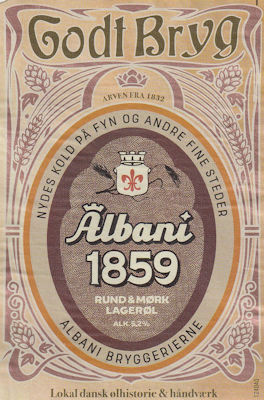 Godt Bryg
ARVEN FRA 1832
NYDES KOLD PÅ FYN OG ANDRE FINE STEDER
Albani
1859
RUND & MØRK
LAGERØL
ALK. 5,2%
ALBANI BRYGGERIERNE
Lokal dansk ølhistorie & håndværk